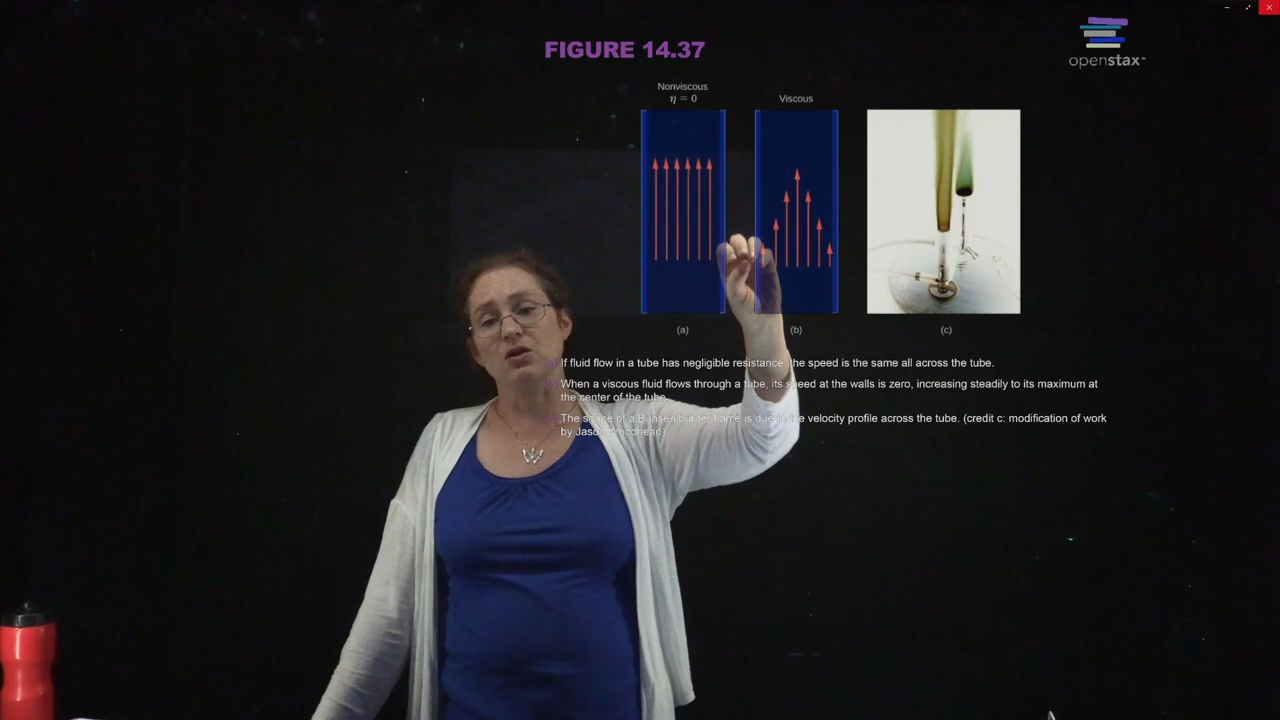 FIGURE 14.37
openstax™
Nonviscous
η = 0
Viscous
(a)
(b)
(c)
If fluid flow in a tube has negligible resistance, the speed is the same all across the tube.
When a viscous fluid flows through a tube, its speed at the walls is zero, increasing steadily to its maximum at
the center of the tube.
The shape of a Bunsen burner flame is due to the velocity profile across the tube. (credit c: modification of work
by Jason